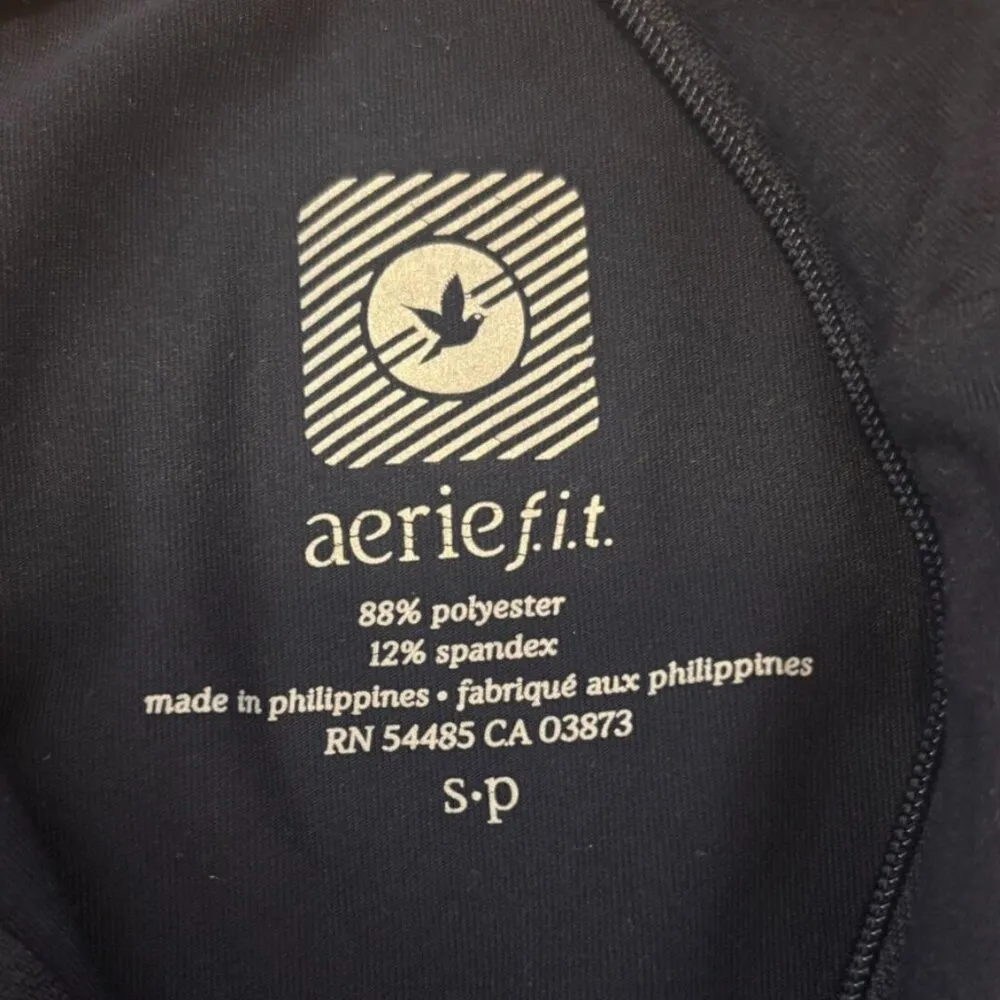 aerie f.i.t.
88% polyester
12% spandex
made in philippines • fabriqué aux philippines
RN 54485 CA 03873
s•p